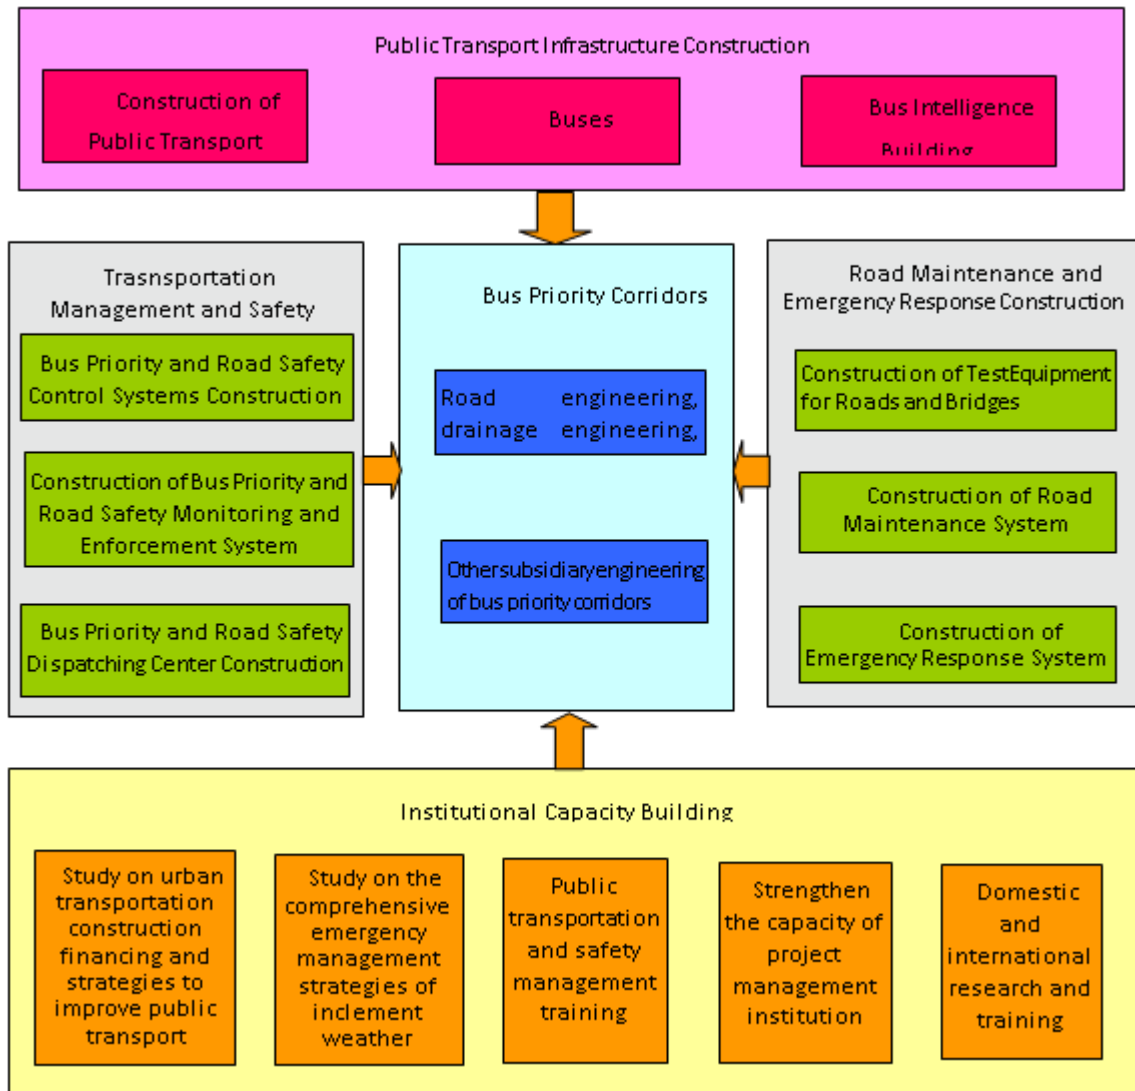 Public Transport Infrastructure Construction
Construction of
Public Transport
Buses
Bus Intelligence
Building
Trasnsportation
Management and Safety
Bus Priority and Road Safety
Control Systems Construction
Construction of Bus Priority and
Road Safety Monitoring and
Enforcement System
Bus Priority and Road Safety
Dispatching Center Construction
Bus Priority Corridors
Road engineering,
drainage engineering,
Other subsidiary engineering
of bus priority corridors
Road Maintenance and
Emergency Response Construction
Construction of Test Equipment
for Roads and Bridges
Construction of Road
Maintenance System
Construction of
Emergency Response System
Institutional Capacity Building
Study on urban
transportation
construction
financing and
strategies to
improve public
transport
Study on the
comprehensive
emergency
management
strategies of
inclement
weather
Public
transportation
and safety
management
training
Strengthen
the capacity of
project
management
institution
Domestic
and
international
research and
training